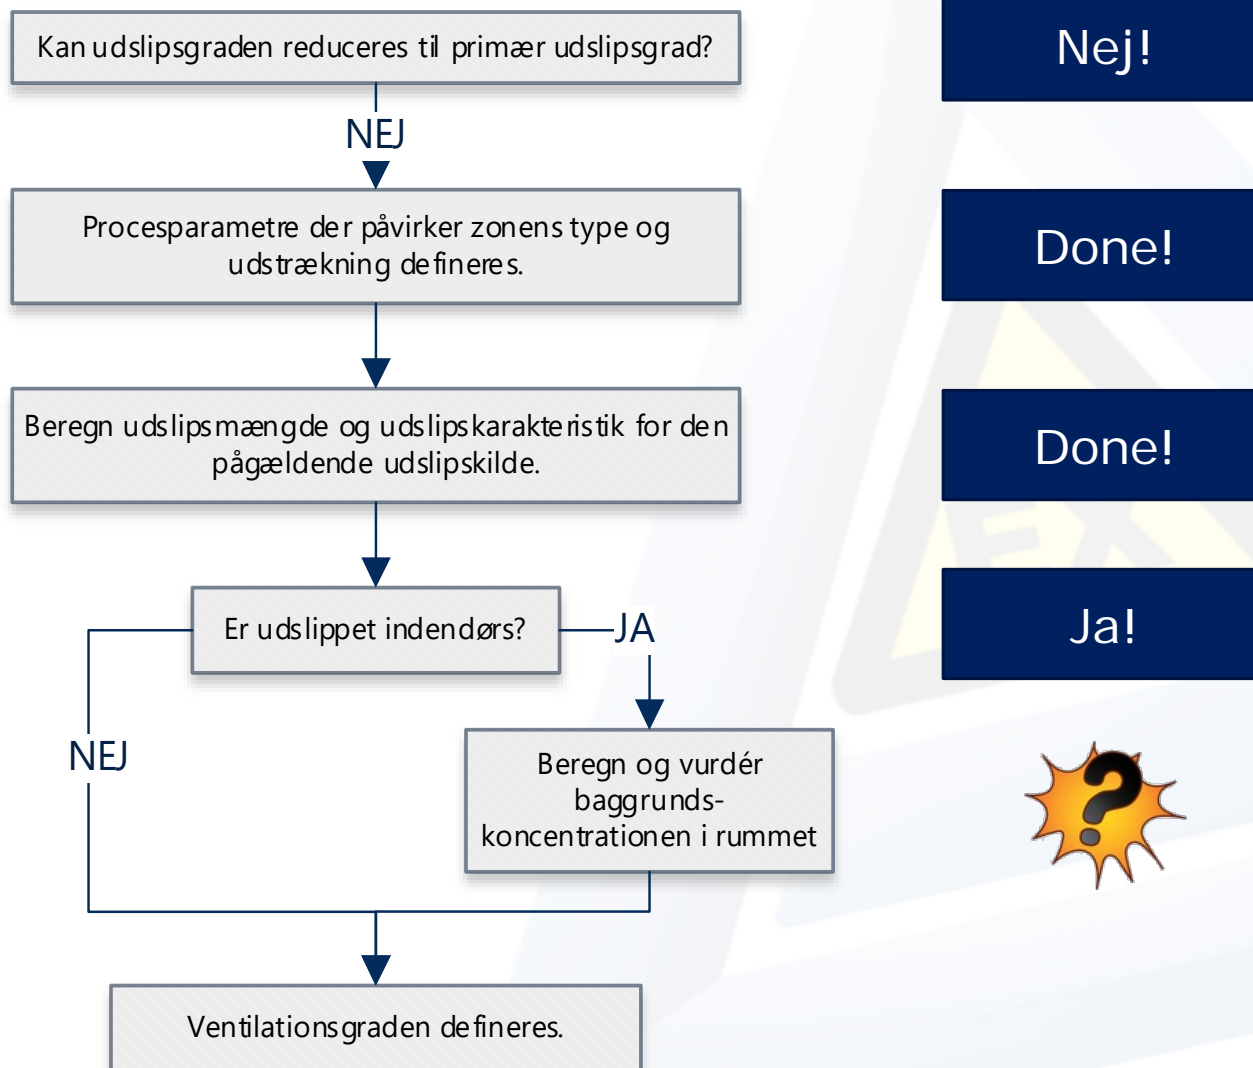 Kan udslipsgraden reduceres til primær udslipsgrad?
Nej!
NEJ
Procesparametre der påvirker zonens type og
udstrækning defineres.
Done!
Beregn udslipsmængde og udslipskarakteristik for den
pågældende udslipskilde.
Done!
Er udslippet indendørs?
JA
Ja!
NEJ
Beregn og vurdér
baggrunds-
koncentrationen i rummet
?
Ventilationsgraden defineres.
EX